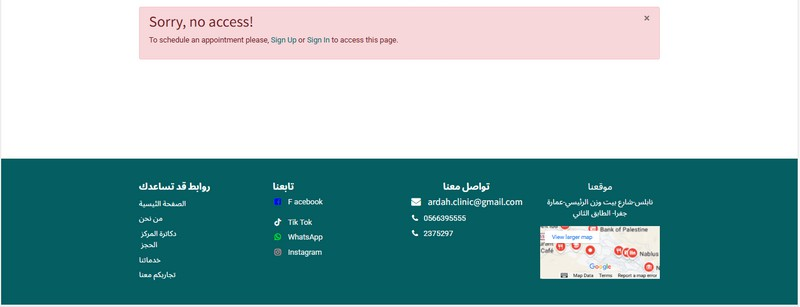 Sorry, no access!
×
To schedule an appointment please, Sign Up or Sign In to access this page.
روابط قد تساعدك
الصفحة الئيسية
من نحن
دكاترة المركز
الحجز
خدماتنا
تجاربكم معنا
تابعنا
F acebook
Tik Tok
WhatsApp
Instagram
تواصل معنا
ardah.clinic@gmail.com
0566395555
2375297
موقعنا
نابلس-شارع بيت وزن الرئيسي-عمارة
جفرا- الطابق الثاني
View larger map
Bank of Palestine
Café
Nablus
Google
Map Data
Terms
Report a map error